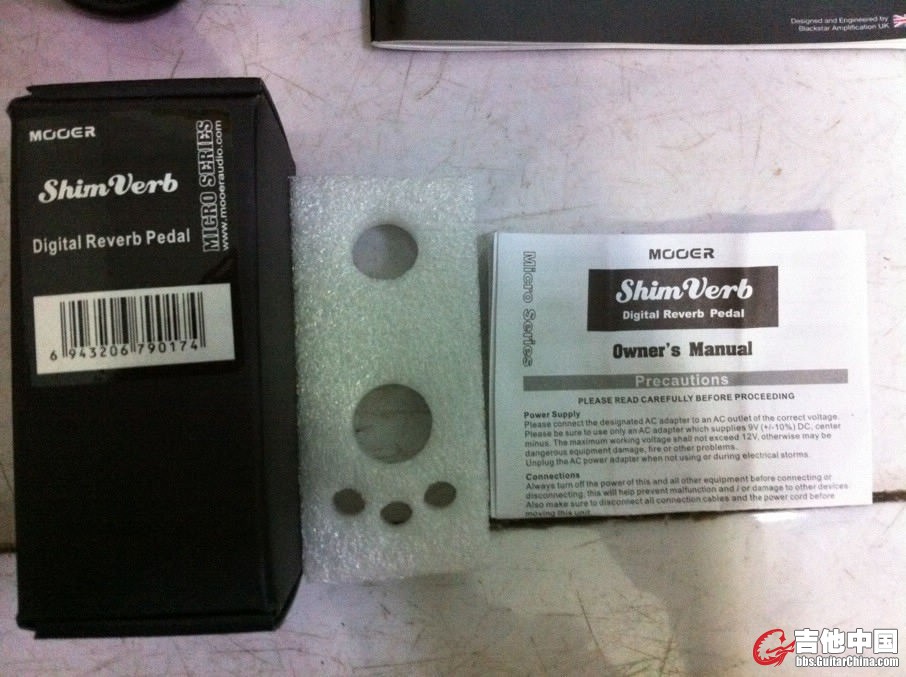 Designed and Engineered by
Blackstar Amplification UK
MOOER
ShimVerb
Digital Reverb Pedal
MICRO SERIES
www.mooeraudio.com
6 943206 790174
Micro Series
MOOER
ShimVerb
Digital Reverb Pedal
Owner's Manual
Precautions
PLEASE READ CAREFULLY BEFORE PROCEEDING
Power Supply
Please connect the designated AC adapter to an AC outlet of the correct voltage.
Please be sure to use only an AC adapter which supplies 9V (+/-10%) DC, center
minus. The maximum working voltage shall not exceed 12V, otherwise may be
dangerous equipment damage, fire or other problems.
Unplug the AC power adapter when not using or during electrical storms.
Connections
Always turn off the power of this and all other equipment before connecting or
disconnecting, this will help prevent malfunction and / or damage to other devices.
Also make sure to disconnect all connection cables and the power cord before
moving this unit.
吉他中国
bbs.GuitarChina.com